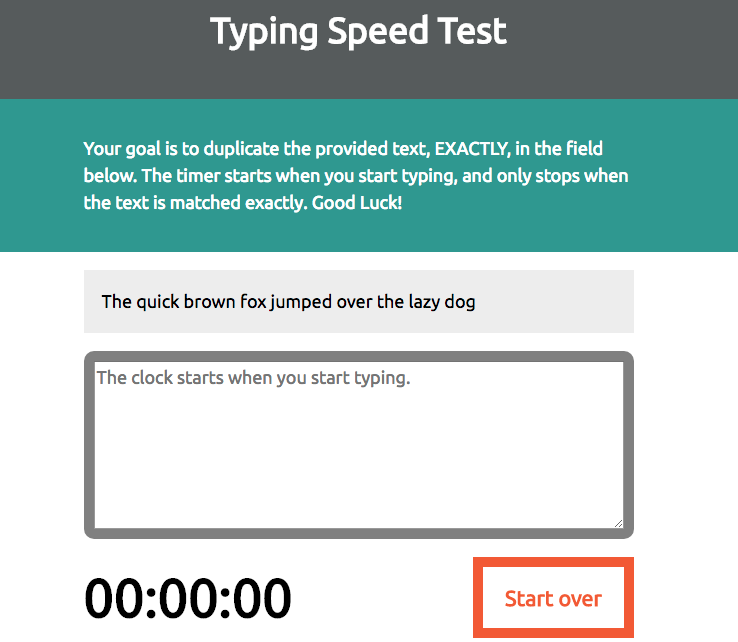 Typing Speed Test
Your goal is to duplicate the provided text, EXACTLY, in the field
below. The timer starts when you start typing, and only stops when
the text is matched exactly. Good Luck!
The quick brown fox jumped over the lazy dog
The clock starts when you start typing.
00:00:00
Start over